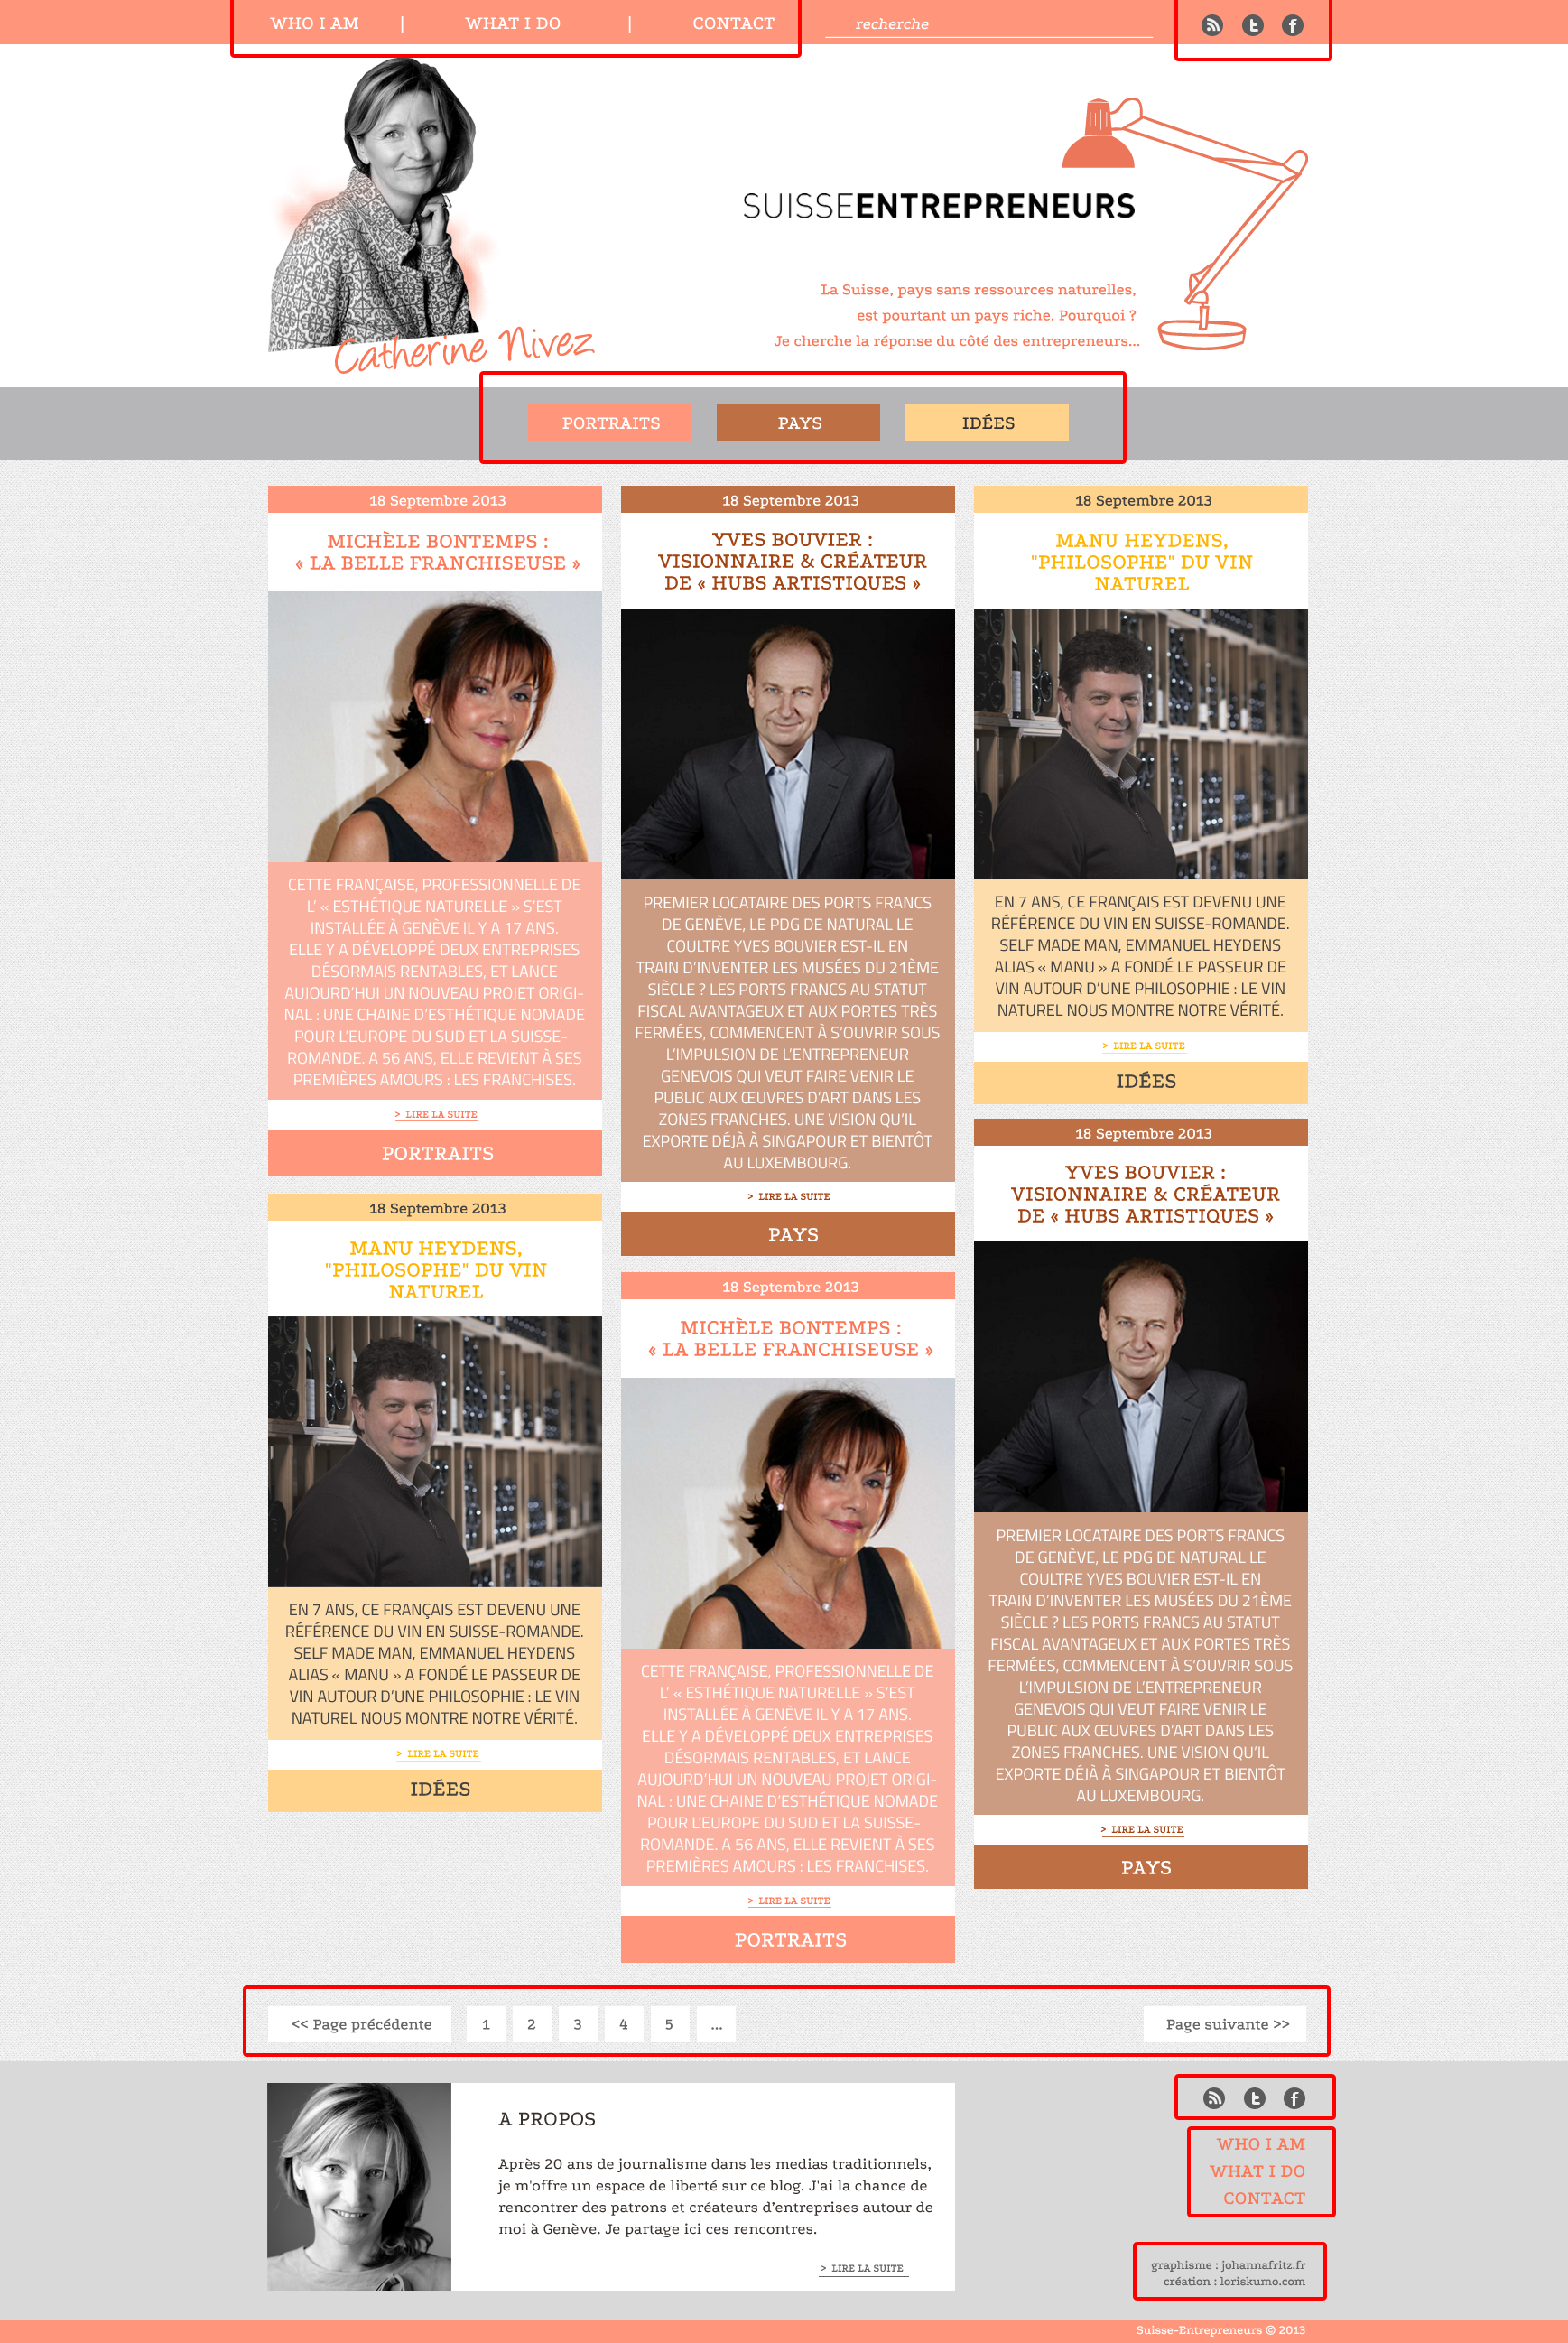 WHO I AM | WHAT I DO | CONTACT
recherche
SUISSEENTREPRENEURS
La Suisse, pays sans ressources naturelles,
est pourtant un pays riche. Pourquoi ?
Je cherche la réponse du côté des entrepreneurs...
Catherine Nivez
PORTRAITS
PAYS
IDÉES
18 Septembre 2013
MICHÈLE BONTEMPS :
« LA BELLE FRANCHISEUSE »
CETTE FRANÇAISE, PROFESSIONNELLE DE
L' « ESTHÉTIQUE NATURELLE » S'EST
INSTALLÉE À GENÈVE IL Y A 17 ANS.
ELLE Y A DÉVELOPPÉ DEUX ENTREPRISES
DÉSORMAIS RENTABLES, ET LANCE
AUJOURD'HUI UN NOUVEAU PROJET ORIGI-
NAL : UNE CHAINE D'ESTHÉTIQUE NOMADE
POUR L'EUROPE DU SUD ET LA SUISSE-
ROMANDE. A 56 ANS, ELLE REVIENT À SES
PREMIÈRES AMOURS : LES FRANCHISES.
> LIRE LA SUITE
PORTRAITS
18 Septembre 2013
MANU HEYDENS,
"PHILOSOPHE" DU VIN
NATUREL
EN 7 ANS, CE FRANÇAIS EST DEVENU UNE
RÉFÉRENCE DU VIN EN SUISSE-ROMANDE.
SELF MADE MAN, EMMANUEL HEYDENS
ALIAS « MANU » A FONDÉ LE PASSEUR DE
VIN AUTOUR D'UNE PHILOSOPHIE : LE VIN
NATUREL NOUS MONTRE NOTRE VÉRITÉ.
> LIRE LA SUITE
IDÉES
18 Septembre 2013
YVES BOUVIER :
VISIONNAIRE & CRÉATEUR
DE « HUBS ARTISTIQUES »
PREMIER LOCATAIRE DES PORTS FRANCS
DE GENÈVE, LE PDG DE NATURAL LE
COULTRE YVES BOUVIER EST-IL EN
TRAIN D'INVENTER LES MUSÉES DU 21ÈME
SIÈCLE ? LES PORTS FRANCS AU STATUT
FISCAL AVANTAGEUX ET AUX PORTES TRÈS
FERMÉES, COMMENCENT À S'OUVRIR SOUS
L'IMPULSION DE L'ENTREPRENEUR
GENEVOIS QUI VEUT FAIRE VENIR LE
PUBLIC AUX ŒUVRES D'ART DANS LES
ZONES FRANCHES. UNE VISION QU'IL
EXPORTE DÉJÀ À SINGAPOUR ET BIENTÔT
AU LUXEMBOURG.
> LIRE LA SUITE
PAYS
18 Septembre 2013
MICHÈLE BONTEMPS :
« LA BELLE FRANCHISEUSE »
CETTE FRANÇAISE, PROFESSIONNELLE DE
L' « ESTHÉTIQUE NATURELLE » S'EST
INSTALLÉE À GENÈVE IL Y A 17 ANS.
ELLE Y A DÉVELOPPÉ DEUX ENTREPRISES
DÉSORMAIS RENTABLES, ET LANCE
AUJOURD'HUI UN NOUVEAU PROJET ORIGI-
NAL : UNE CHAINE D'ESTHÉTIQUE NOMADE
POUR L'EUROPE DU SUD ET LA SUISSE-
ROMANDE. A 56 ANS, ELLE REVIENT À SES
PREMIÈRES AMOURS : LES FRANCHISES.
> LIRE LA SUITE
PORTRAITS
18 Septembre 2013
MANU HEYDENS,
"PHILOSOPHE" DU VIN
NATUREL
EN 7 ANS, CE FRANÇAIS EST DEVENU UNE
RÉFÉRENCE DU VIN EN SUISSE-ROMANDE.
SELF MADE MAN, EMMANUEL HEYDENS
ALIAS « MANU » A FONDÉ LE PASSEUR DE
VIN AUTOUR D'UNE PHILOSOPHIE : LE VIN
NATUREL NOUS MONTRE NOTRE VÉRITÉ.
> LIRE LA SUITE
IDÉES
18 Septembre 2013
YVES BOUVIER :
VISIONNAIRE & CRÉATEUR
DE « HUBS ARTISTIQUES »
PREMIER LOCATAIRE DES PORTS FRANCS
DE GENÈVE, LE PDG DE NATURAL LE
COULTRE YVES BOUVIER EST-IL EN
TRAIN D'INVENTER LES MUSÉES DU 21ÈME
SIÈCLE ? LES PORTS FRANCS AU STATUT
FISCAL AVANTAGEUX ET AUX PORTES TRÈS
FERMÉES, COMMENCENT À S'OUVRIR SOUS
L'IMPULSION DE L'ENTREPRENEUR
GENEVOIS QUI VEUT FAIRE VENIR LE
PUBLIC AUX ŒUVRES D'ART DANS LES
ZONES FRANCHES. UNE VISION QU'IL
EXPORTE DÉJÀ À SINGAPOUR ET BIENTÔT
AU LUXEMBOURG.
> LIRE LA SUITE
PAYS
<< Page précédente 1 2 3 4 5 ... Page suivante >>
A PROPOS
Après 20 ans de journalisme dans les medias traditionnels,
je m'offre un espace de liberté sur ce blog. J'ai la chance de
rencontrer des patrons et créateurs d'entreprises autour de
moi à Genève. Je partage ici ces rencontres.
> LIRE LA SUITE
WHO I AM
WHAT I DO
CONTACT
graphisme : johannafritz.fr
création : loriskumo.com
Suisse-Entrepreneurs © 2013